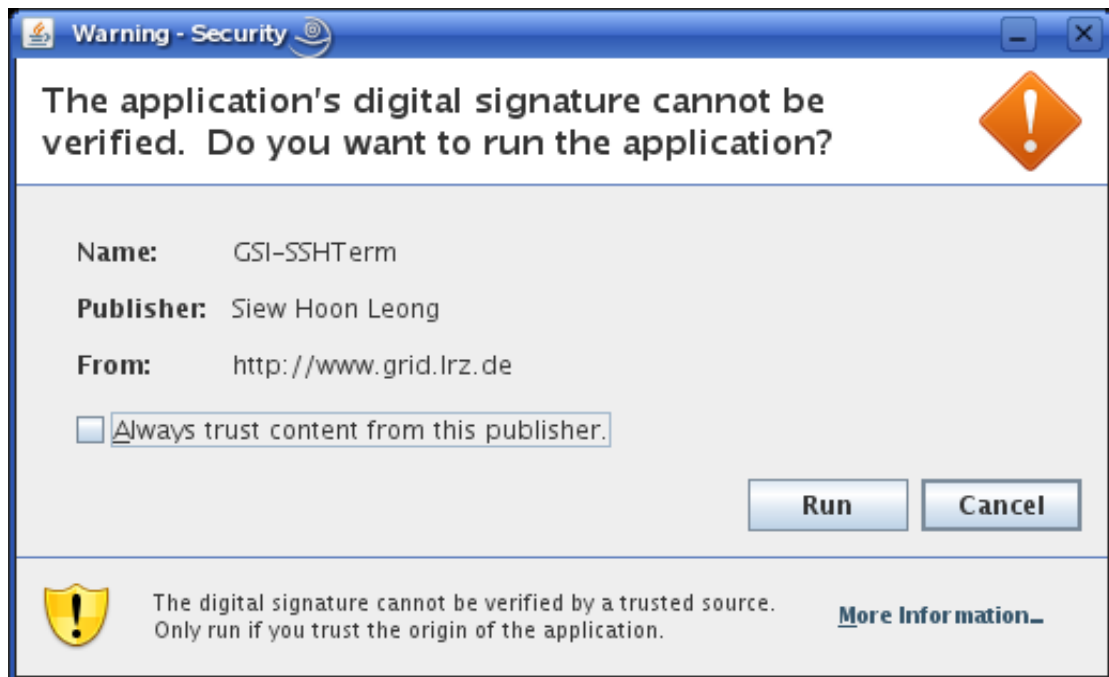 Warning - Security
The application's digital signature cannot be
verified. Do you want to run the application?
Name: GSI-SSHTerm
Publisher: Siew Hoon Leong
From: http://www.grid.lrz.de
Always trust content from this publisher.
Run Cancel
The digital signature cannot be verified by a trusted source.
Only run if you trust the origin of the application.
More Information...